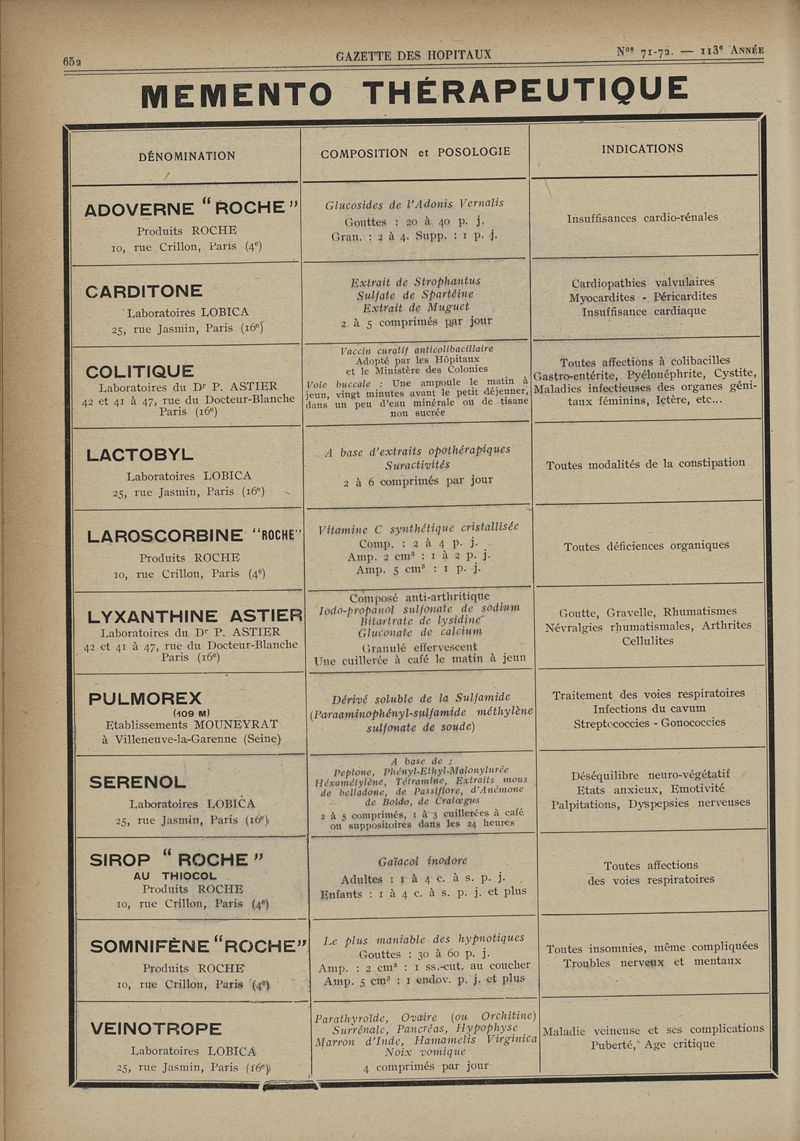 652
GAZETTE DES HOPITAUX
Nos 71-72. — 113e ANNÉE
MEMENTO THÉRAPEUTIQUE
DÉNOMINATION
COMPOSITION et POSOLOGIE
INDICATIONS
ADOVERNE “ROCHE”
Produits ROCHE
10, rue Crillon, Paris (4e)
Glucosides de l'Adonis Vernalis
Gouttes : 20 à 40 p. j.
Gran. : 2 à 4. Supp. : 1 p. j.
Insuffisances cardio-rénales
CARDITONE
Laboratoires LOBICA
25, rue Jasmin, Paris (16e)
Extrait de Strophantus
Sulfate de Spartéine
Extrait de Muguet
2 à 5 comprimés par jour
Cardiopathies valvulaires
Myocardites - Péricardites
Insuffisance cardiaque
COLITIQUE
Laboratoires du Dr P. ASTIER
42 et 41 à 47, rue du Docteur-Blanche
Paris (16e)
Vaccin curatif anticolibacillaire
Adopté par les Hôpitaux
et le Ministère des Colonies
Voie buccale : Une ampoule le matin à
jeun, vingt minutes avant le petit déjeuner,
dans un peu d'eau minérale ou de tisane
non sucrée
Toutes affections à colibacilles
Gastro-entérite, Pyélonéphrite, Cystite,
Maladies infectieuses des organes géni-
taux féminins, Ictère, etc...
LACTOBYL
Laboratoires LOBICA
25, rue Jasmin, Paris (16e)
A base d'extraits opothérapiques
Suractivités
2 à 6 comprimés par jour
Toutes modalités de la constipation
LAROSCORBINE “ROCHE”
Produits ROCHE
10, rue Crillon, Paris (4e)
Vitamine C synthétique cristallisée
Comp. : 2 à 4 p. j.
Amp. 2 cm³ : 1 à 2 p. j.
Amp. 5 cm³ : 1 p. j.
Toutes déficiences organiques
LYXANTHINE ASTIER
Laboratoires du Dr P. ASTIER
42 et 41 à 47, rue du Docteur-Blanche
Paris (16e)
Composé anti-arthritique
Iodo-propanol sulfonate de sodium
Bitartrate de lysidine
Gluconate de calcium
Granulé effervescent
Une cuillerée à café le matin à jeun
Goutte, Gravelle, Rhumatismes
Névralgies rhumatismales, Arthrites
Cellulites
PULMOREX
(109 M)
Etablissements MOUNEYRAT
à Villeneuve-la-Garenne (Seine)
Dérivé soluble de la Sulfamide
(Paraaminophényl-sulfamide méthylène
sulfonate de soude)
Traitement des voies respiratoires
Infections du cavum
Streptococcies - Gonococcies
SERENOL
Laboratoires LOBICA
25, rue Jasmin, Paris (16e)
A base de :
Peptone, Phényl-Ethyl-Malonylurée
Héxamétylène, Tétramine, Extraits mous
de belladone, de Passiflore, d'Anémone
de Boldo, de Cratœgus
2 à 5 comprimés, 1 à 3 cuillerées à café
ou suppositoires dans les 24 heures
Déséquilibre neuro-végétatif
Etats anxieux, Emotivité
Palpitations, Dyspepsies nerveuses
SIROP “ROCHE”
AU THIOCOL
Produits ROCHE
10, rue Crillon, Paris (4e)
Gaïacol inodore
Adultes : 1 à 4 c. à s. p. j.
Enfants : 1 à 4 c. à s. p. j. et plus
Toutes affections
des voies respiratoires
SOMNIFÈNE “ROCHE”
Produits ROCHE
10, rue Crillon, Paris (4e)
Le plus maniable des hypnotiques
Gouttes : 30 à 60 p. j.
Amp. : 2 cm³ : 1 ss.-cut. au coucher
Amp. 5 cm³ : 1 endov. p. j. et plus
Toutes insomnies, même compliquées
Troubles nerveux et mentaux
VEINOTROPE
Laboratoires LOBICA
25, rue Jasmin, Paris (16e)
Parathyroïde, Ovaire (ou Orchitine)
Surrénale, Pancréas, Hypophyse
Marron d'Inde, Hamamelis Virginica
Noix vomique
4 comprimés par jour
Maladie veineuse et ses complications
Puberté, Age critique